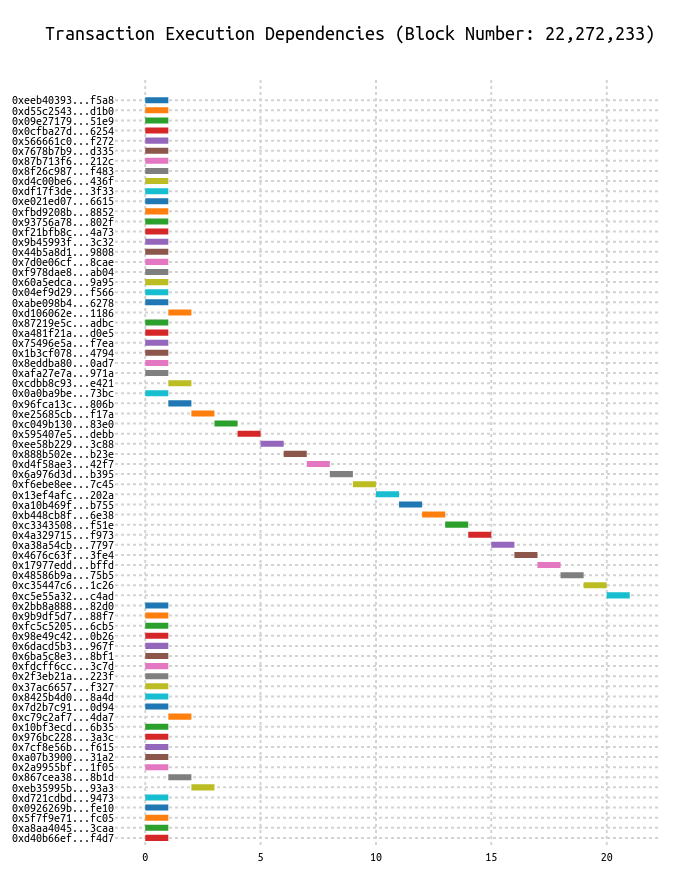 Transaction Execution Dependencies (Block Number: 22,272,233)
0xeeb40393...f5a8
0xd55c2543...d1b0
0x09e27179...51e9
0x0cfba27d...6254
0x566661c0...f272
0x7678b7b9...d335
0x87b713f6...212c
0x8f26c987...f483
0xd4c00be6...436f
0xdf17f3de...3f33
0xe021ed07...6615
0xfbd9208b...8852
0x93756a78...802f
0xf21bfb8c...4a73
0x9b45993f...3c32
0x44b5a8d1...9808
0x7d0e06cf...8cae
0xf978dae8...ab04
0x60a5edca...9a95
0x04ef9d29...f566
0xabe098b4...6278
0xd106062e...1186
0x87219e5c...adbc
0xa481f21a...d0e5
0x75496e5a...f7ea
0x1b3cf078...4794
0x8eddba80...0ad7
0xafa27e7a...971a
0xcdbb8c93...e421
0x0a0ba9be...73bc
0x96fca13c...806b
0xe25685cb...f17a
0xc049b130...83e0
0x595407e5...debb
0xee58b229...3c88
0x888b502e...b23e
0xd4f58ae3...42f7
0x6a976d3d...b395
0xf6ebe8ee...7c45
0x13ef4afc...202a
0xa10b469f...b755
0xb448cb8f...6e38
0xc3343508...f51e
0x4a329715...f973
0xa38a54cb...7797
0x4676c63f...3fe4
0x17977edd...bffd
0x48586b9a...75b5
0xc35447c6...1c26
0xc5e55a32...c4ad
0x2bb8a888...82d0
0x9b9df5d7...88f7
0xfc5c5205...6cb5
0x98e49c42...0b26
0x6dacd5b3...967f
0x6ba5c8e3...8bf1
0xfdcff6cc...3c7d
0x2f3eb21a...223f
0x37ac6657...f327
0x8425b4d0...8a4d
0x7d2b7c91...0d94
0xc79c2af7...4da7
0x10bf3ecd...6b35
0x976bc228...3a3c
0x7cf8e56b...f615
0xa07b3900...31a2
0x2a9955bf...1f05
0x867cea38...8b1d
0xeb35995b...93a3
0xd721cdbd...9473
0x0926269b...fe10
0x5f7f9e71...fc05
0xa8aa4045...3caa
0xd40b66ef...f4d7
0 5 10 15 20